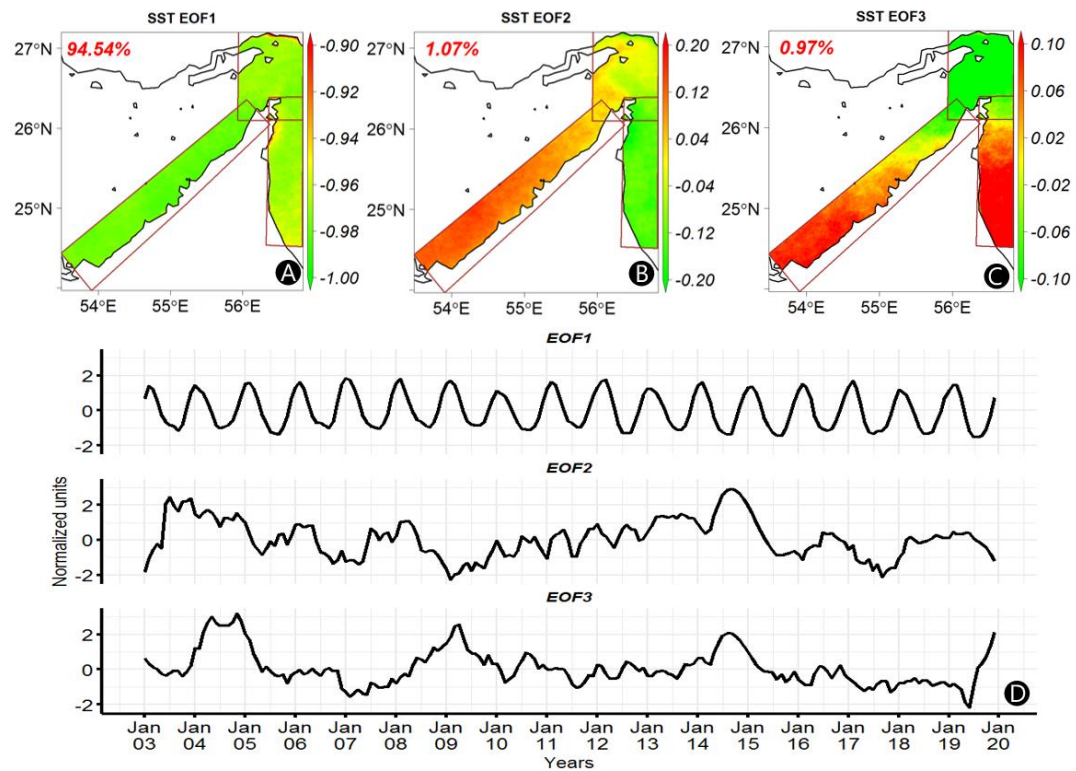 SST EOF1
SST EOF2
SST EOF3
94.54%
1.07%
0.97%
27°N
26°N
25°N
54°E
55°E
56°E
-0.90
-0.92
-0.94
-0.96
-0.98
-1.00
A
27°N
26°N
25°N
54°E
55°E
56°E
0.20
0.12
0.04
-0.04
-0.12
-0.20
B
27°N
26°N
25°N
54°E
55°E
56°E
0.10
0.06
0.02
-0.02
-0.06
-0.10
C
EOF1
2
0
-2
EOF2
2
0
-2
EOF3
2
0
-2
Normalized units
D
Jan Jan Jan Jan Jan Jan Jan Jan Jan Jan Jan Jan Jan Jan Jan Jan Jan Jan
03 04 05 06 07 08 09 10 11 12 13 14 15 16 17 18 19 20
Years